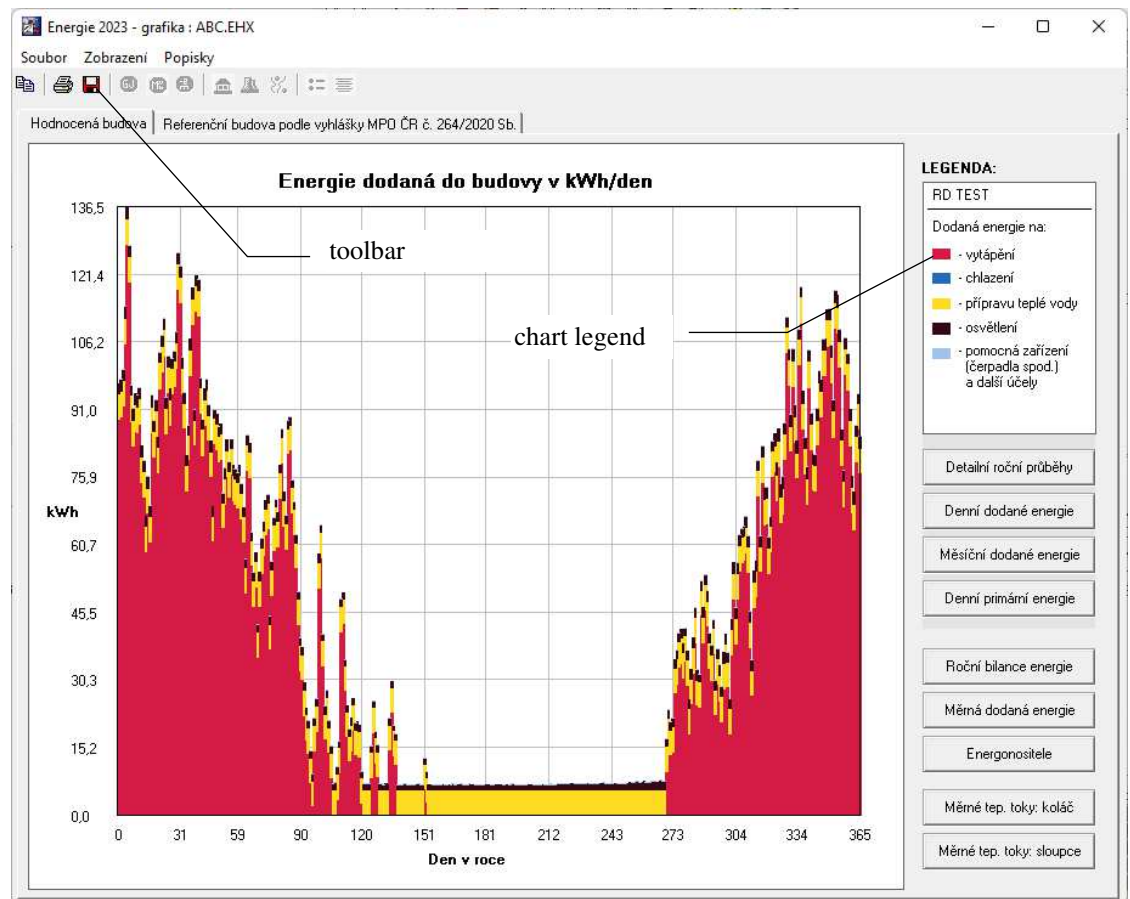 Energie 2023 - grafika : ABC.EHX
Soubor Zobrazení Popisky
Hodnocená budova Referenční budova podle vyhlášky MPO ČR č. 264/2020 Sb.
Energie dodaná do budovy v kWh/den
136,5
121,4
106,2
91,0
75,9
kWh
60,7
45,5
30,3
15,2
0,0
0 31 59 90 120 151 181 212 243 273 304 334 365
Den v roce
toolbar
chart legend
LEGENDA:
RD TEST
Dodaná energie na:
- vytápění
- chlazení
- přípravu teplé vody
- osvětlení
- pomocná zařízení
(čerpadla spod.)
a další účely
Detailní roční průběhy
Denní dodané energie
Měsíční dodané energie
Denní primární energie
Roční bilance energie
Měrná dodaná energie
Energonositele
Měrné tep. toky: koláč
Měrné tep. toky: sloupce